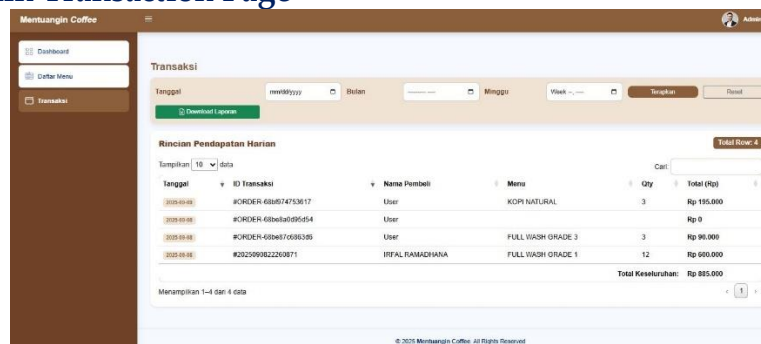 Transaction Page
Mentuangin Coffee
Admin
Dashboard
Daftar Menu
Transaksi
Transaksi
Tanggal mm/dd/yyyy Bulan Minggu Week --, ---- Terapkan Reset
Download Laporan
Rincian Pendapatan Harian Total Row: 4
Tampilkan 10 data Cari:
Tanggal ID Transaksi Nama Pembeli Menu Qty Total (Rp)
#ORDER-68bf974753617 User KOPI NATURAL 3 Rp 195.000
#ORDER-68be8a0d95d54 User Rp 0
#ORDER-68be87c6863d6 User FULL WASH GRADE 3 3 Rp 90.000
#2025090822260871 IRFAL RAMADHANA FULL WASH GRADE 1 12 Rp 600.000
Total Keseluruhan: Rp 885.000
Menampilkan 1–4 dari 4 data 1
© 2025 Mentuangin Coffee. All Rights Reserved